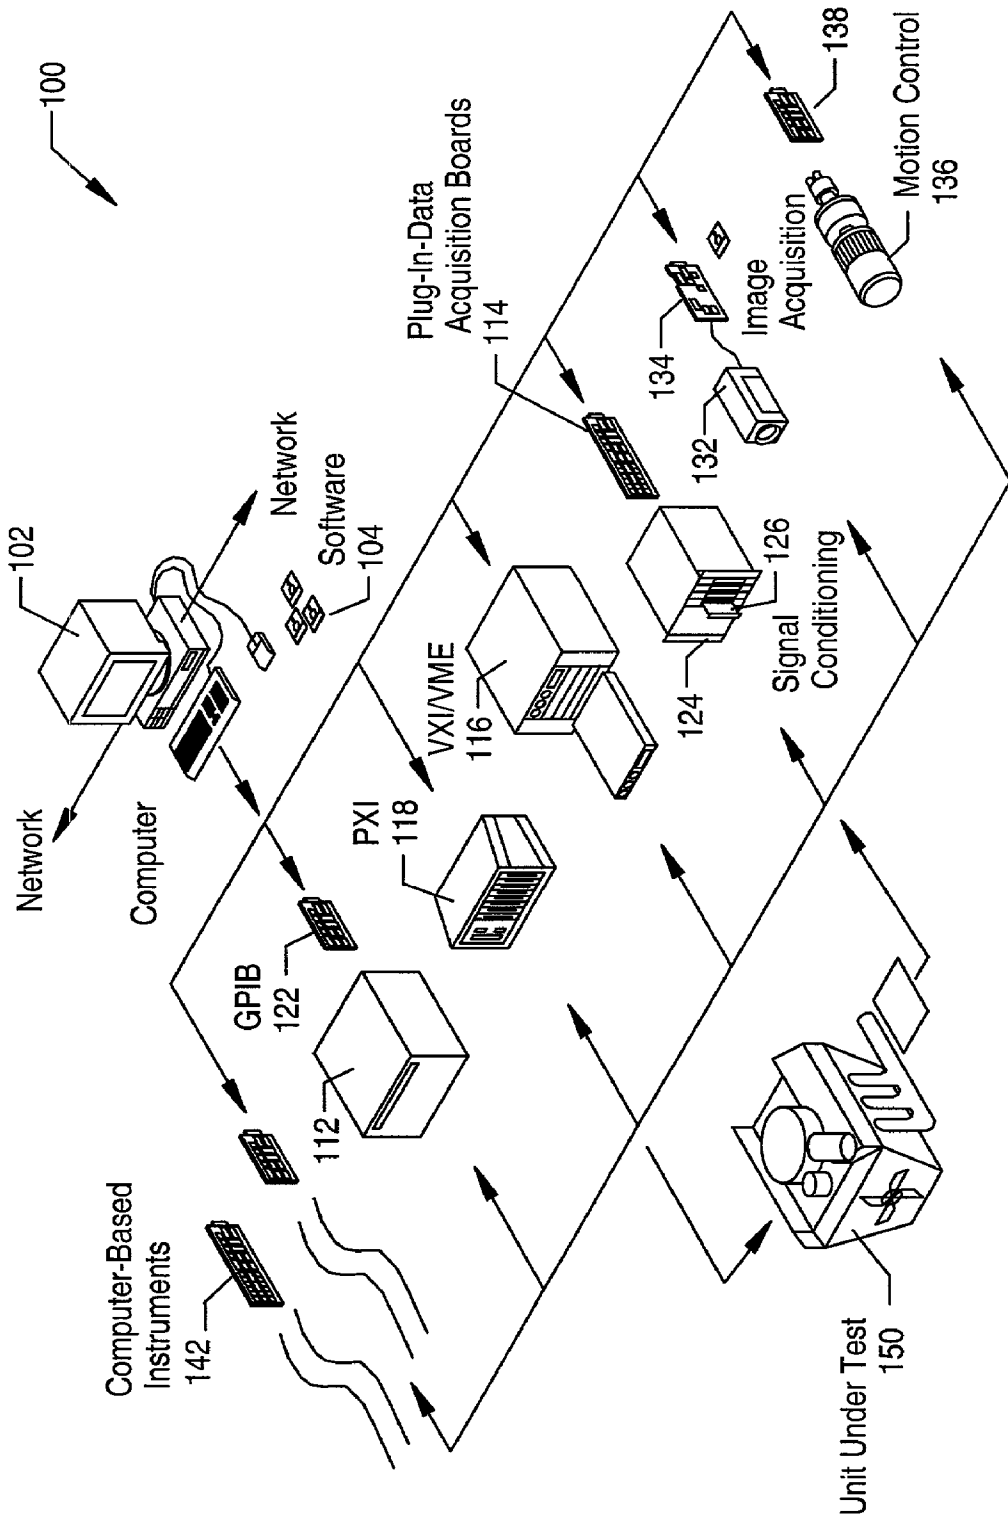 100
102
Network
Network
Computer
Software
104
Computer-Based
Instruments
142
GPIB
122
112
PXI
118
VXI/VME
116
Plug-In-Data
Acquisition Boards
114
124
126
Signal
Conditioning
132
134
Image
Acquisition
138
Motion Control
136
Unit Under Test
150